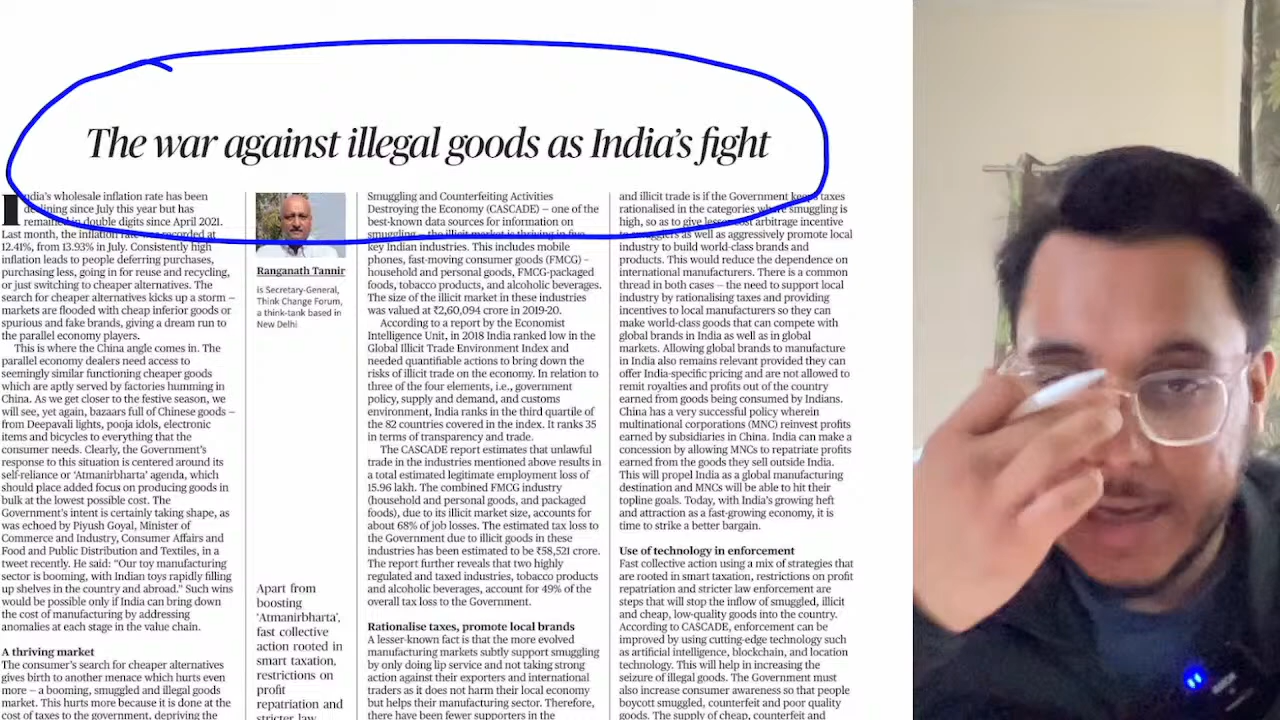 The war against illegal goods as India's fight
India's wholesale inflation rate has been
declining since July this year but has
remained in double digits since April 2021.
Last month, the inflation rate was recorded at
12.41%, from 13.93% in July. Consistently high
inflation leads to people deferring purchases,
purchasing less, going in for reuse and recycling,
or just switching to cheaper alternatives. The
search for cheaper alternatives kicks up a storm —
markets are flooded with cheap inferior goods or
spurious and fake brands, giving a dream run to
the parallel economy players.
This is where the China angle comes in. The
parallel economy dealers need access to
seemingly similar functioning cheaper goods
which are aptly served by factories humming in
China. As we get closer to the festive season, we
will see, yet again, bazaars full of Chinese goods —
from Deepavali lights, pooja idols, electronic
items and bicycles to everything that the
consumer needs. Clearly, the Government's
response to this situation is centered around its
self-reliance or 'Atmanirbharta' agenda, which
should place added focus on producing goods in
bulk at the lowest possible cost. The
Government's intent is certainly taking shape, as
was echoed by Piyush Goyal, Minister of
Commerce and Industry, Consumer Affairs and
Food and Public Distribution and Textiles, in a
tweet recently. He said: "Our toy manufacturing
sector is booming, with Indian toys rapidly filling
up shelves in the country and abroad." Such wins
would be possible only if India can bring down
the cost of manufacturing by addressing
anomalies at each stage in the value chain.
A thriving market
The consumer's search for cheaper alternatives
gives birth to another menace which hurts even
more — a booming, smuggled and illegal goods
market. This hurts more because it is done at the
cost of taxes to the government, depriving the
Ranganath Tannir
is Secretary-General,
Think Change Forum,
a think-tank based in
New Delhi
Apart from
boosting
'Atmanirbharta',
fast collective
action rooted in
smart taxation,
restrictions on
profit
repatriation and
stricter law
Smuggling and Counterfeiting Activities
Destroying the Economy (CASCADE) — one of the
best-known data sources for information on
smuggling — the illicit market is thriving in five
key Indian industries. This includes mobile
phones, fast-moving consumer goods (FMCG) –
household and personal goods, FMCG-packaged
foods, tobacco products, and alcoholic beverages.
The size of the illicit market in these industries
was valued at ₹2,60,094 crore in 2019-20.
According to a report by the Economist
Intelligence Unit, in 2018 India ranked low in the
Global Illicit Trade Environment Index and
needed quantifiable actions to bring down the
risks of illicit trade on the economy. In relation to
three of the four elements, i.e., government
policy, supply and demand, and customs
environment, India ranks in the third quartile of
the 82 countries covered in the index. It ranks 35
in terms of transparency and trade.
The CASCADE report estimates that unlawful
trade in the industries mentioned above results in
a total estimated legitimate employment loss of
15.96 lakh. The combined FMCG industry
(household and personal goods, and packaged
foods), due to its illicit market size, accounts for
about 68% of job losses. The estimated tax loss to
the Government due to illicit goods in these
industries has been estimated to be ₹58,521 crore.
The report further reveals that two highly
regulated and taxed industries, tobacco products
and alcoholic beverages, account for 49% of the
overall tax loss to the Government.
Rationalise taxes, promote local brands
A lesser-known fact is that the more evolved
manufacturing markets subtly support smuggling
by only doing lip service and not taking strong
action against their exporters and international
traders as it does not harm their local economy
but helps their manufacturing sector. Therefore,
there have been fewer supporters in the
and illicit trade is if the Government keeps taxes
rationalised in the categories where smuggling is
high, so as to give lesser cost arbitrage incentive
to smugglers as well as aggressively promote local
industry to build world-class brands and
products. This would reduce the dependence on
international manufacturers. There is a common
thread in both cases — the need to support local
industry by rationalising taxes and providing
incentives to local manufacturers so they can
make world-class goods that can compete with
global brands in India as well as in global
markets. Allowing global brands to manufacture
in India also remains relevant provided they can
offer India-specific pricing and are not allowed to
remit royalties and profits out of the country
earned from goods being consumed by Indians.
China has a very successful policy wherein
multinational corporations (MNC) reinvest profits
earned by subsidiaries in China. India can make a
concession by allowing MNCs to repatriate profits
earned from the goods they sell outside India.
This will propel India as a global manufacturing
destination and MNCs will be able to hit their
topline goals. Today, with India's growing heft
and attraction as a fast-growing economy, it is
time to strike a better bargain.
Use of technology in enforcement
Fast collective action using a mix of strategies that
are rooted in smart taxation, restrictions on profit
repatriation and stricter law enforcement are
steps that will stop the inflow of smuggled, illicit
and cheap, low-quality goods into the country.
According to CASCADE, enforcement can be
improved by using cutting-edge technology such
as artificial intelligence, blockchain, and location
technology. This will help in increasing the
seizure of illegal goods. The Government must
also increase consumer awareness so that people
boycott smuggled, counterfeit and poor quality
goods. The supply of cheap, counterfeit and